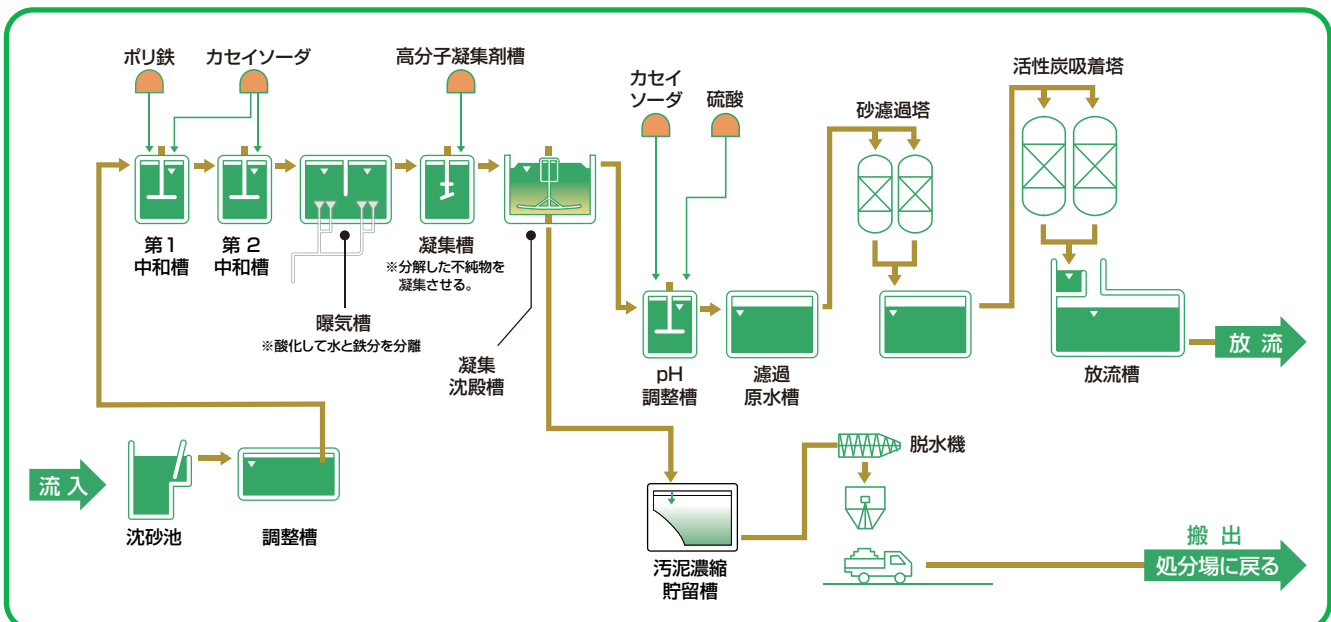 ポリ鉄
カセイソーダ
高分子凝集剤槽
カセイ
ソーダ
硫酸
砂濾過塔
活性炭吸着塔
第1
中和槽
第2
中和槽
曝気槽
※酸化して水と鉄分を分離
凝集槽
※分解した不純物を
凝集させる。
凝集
沈殿槽
pH
調整槽
濾過
原水槽
放流槽
放流
流入
沈砂池
調整槽
汚泥濃縮
貯留槽
脱水機
搬出
処分場に戻る